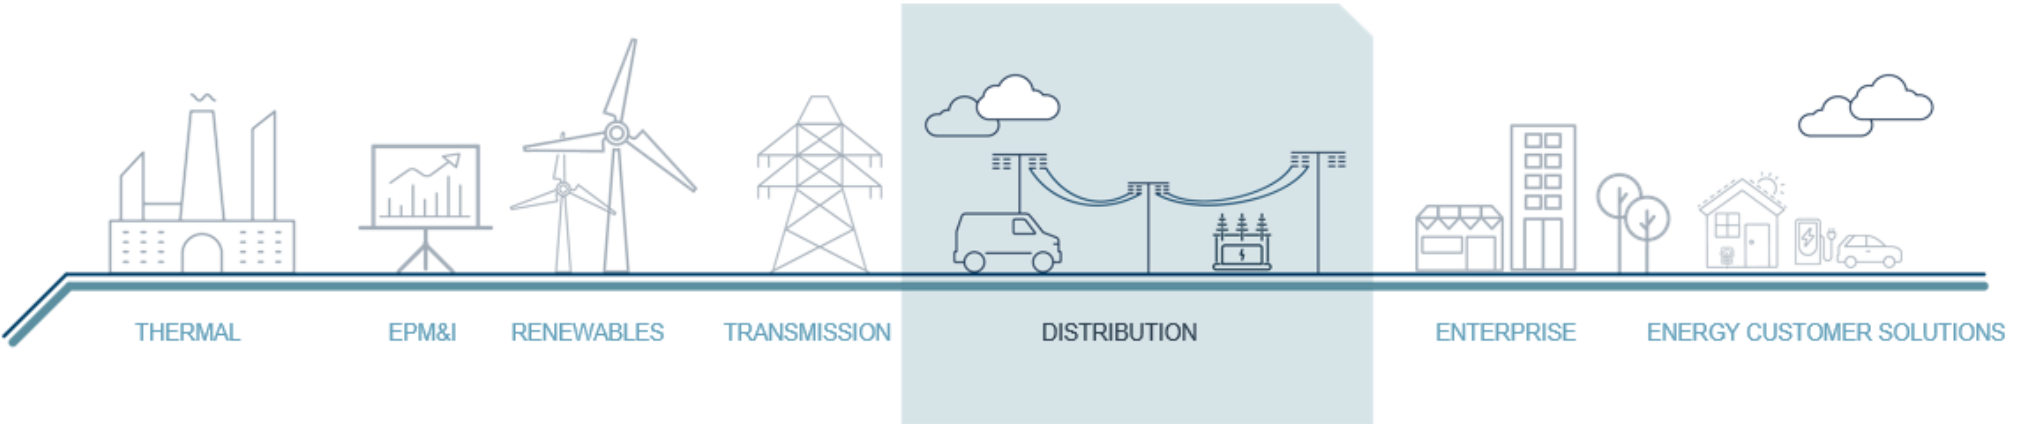 THERMAL EPM&I RENEWABLES TRANSMISSION DISTRIBUTION ENTERPRISE ENERGY CUSTOMER SOLUTIONS